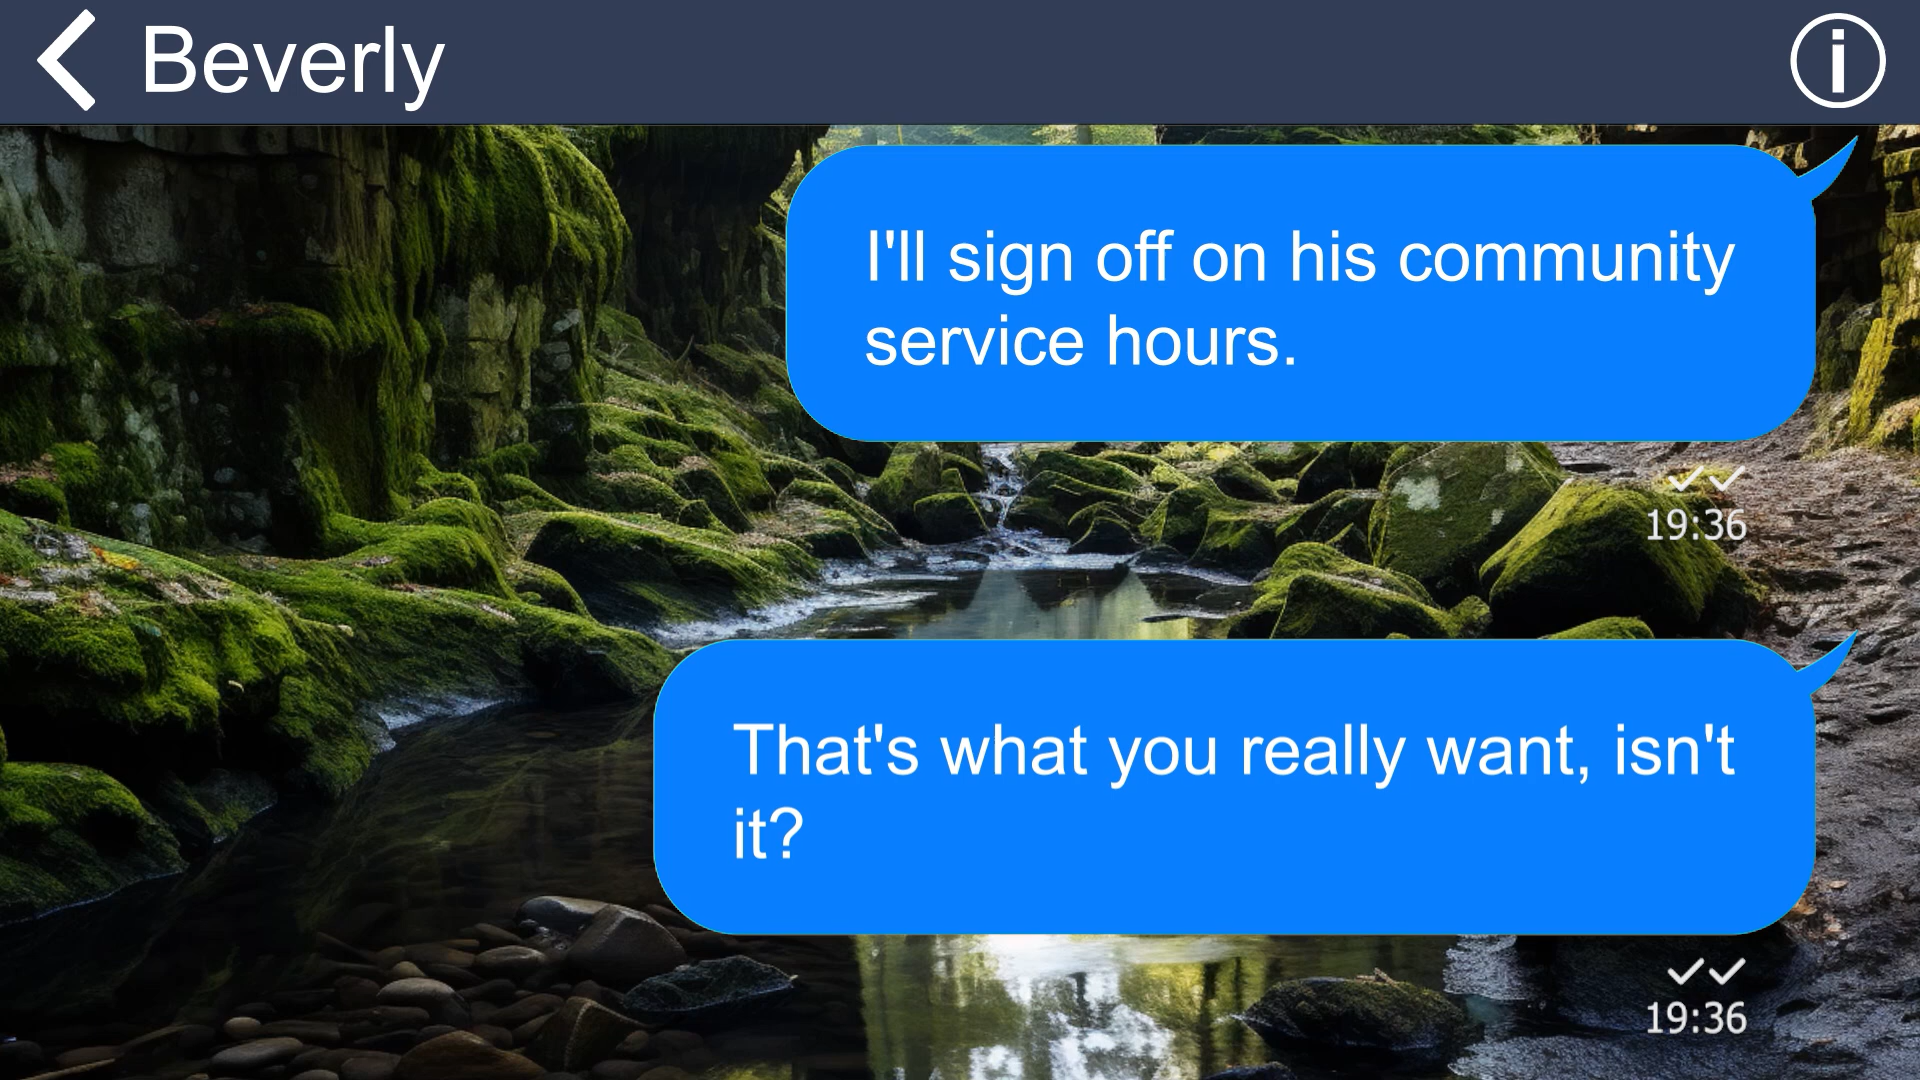 Beverly
I'll sign off on his community
service hours.
19:36
That's what you really want, isn't
it?
19:36